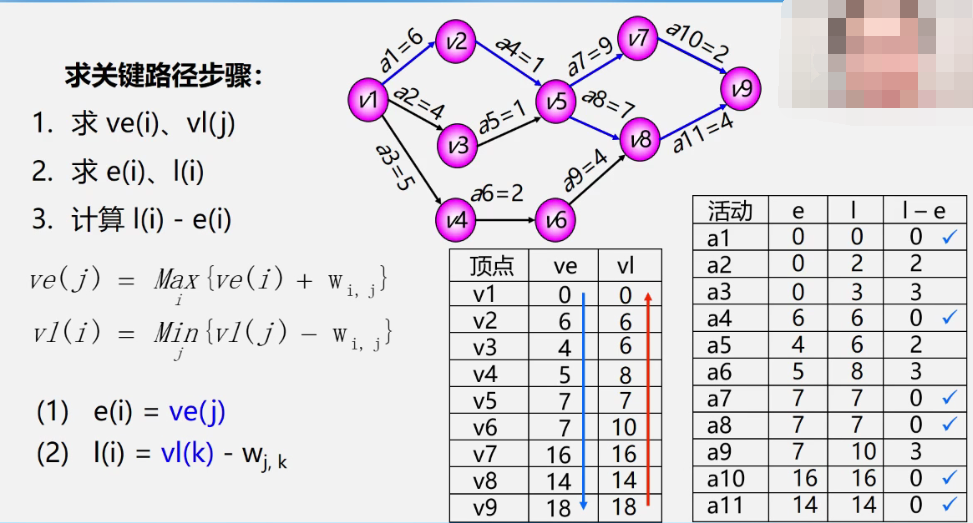 求关键路径步骤：
1. 求 ve(i)、vl(j)
2. 求 e(i)、l(i)
3. 计算 l(i) - e(i)
ve(j) = Max{ve(i) + w i, j}
i
vl(i) = Min{vl(j) − w i, j}
j
(1) e(i) = ve(j)
(2) l(i) = vl(k) - wj, k
v1
v2
v3
v4
v5
v6
v7
v8
v9
a1=6
a2=4
a3=5
a4=1
a5=1
a6=2
a7=9
a8=7
a9=4
a10=2
a11=4
顶点 ve vl
v1 0 0
v2 6 6
v3 4 6
v4 5 8
v5 7 7
v6 7 10
v7 16 16
v8 14 14
v9 18 18
活动 e l l – e
a1 0 0 0 ✓
a2 0 2 2
a3 0 3 3
a4 6 6 0 ✓
a5 4 6 2
a6 5 8 3
a7 7 7 0 ✓
a8 7 7 0 ✓
a9 7 10 3
a10 16 16 0 ✓
a11 14 14 0 ✓